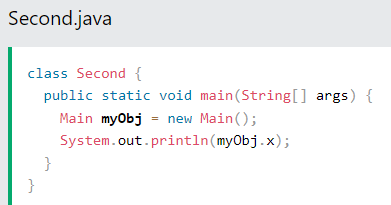 Second.java
class Second {
  public static void main(String[] args) {
    Main myObj = new Main();
    System.out.println(myObj.x);
  }
}